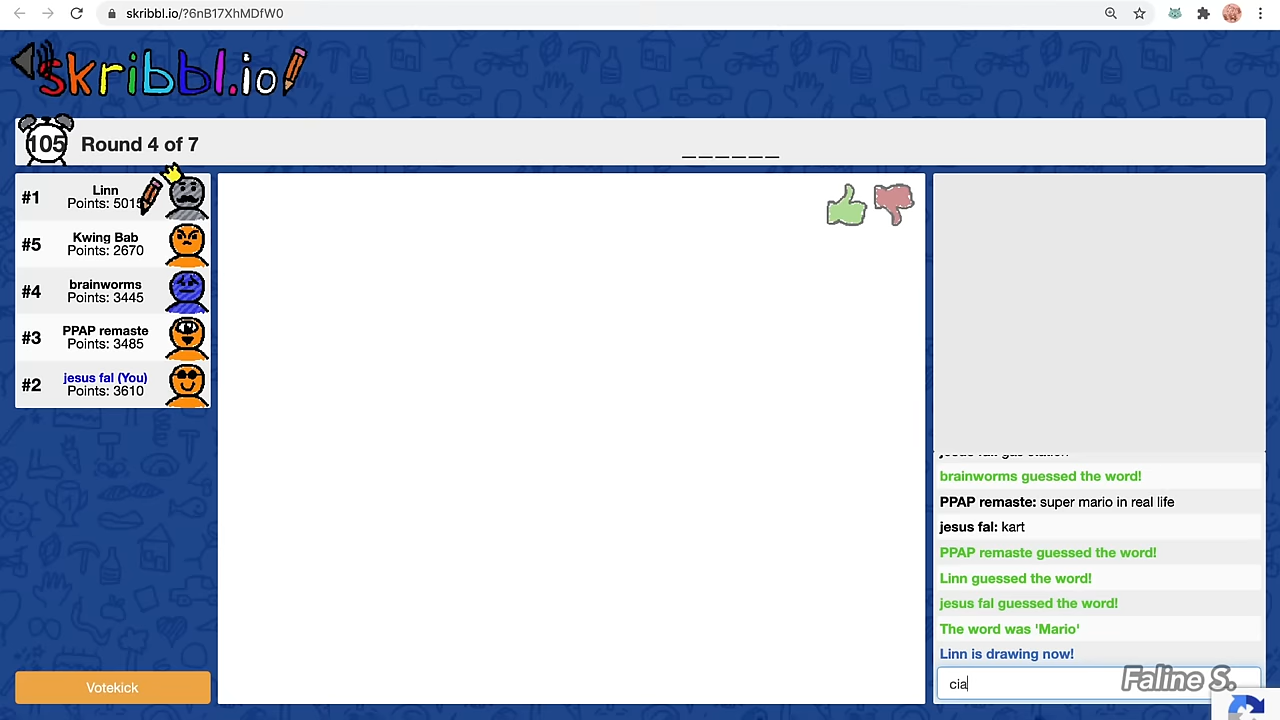 skribbl.io/?6nB17XhMDfW0
skribbl.io
105
Round 4 of 7
______
#1
Linn
Points: 5015
#5
Kwing Bab
Points: 2670
#4
brainworms
Points: 3445
#3
PPAP remaste
Points: 3485
#2
jesus fal (You)
Points: 3610
Votekick
brainworms guessed the word!
PPAP remaste: super mario in real life
jesus fal: kart
PPAP remaste guessed the word!
Linn guessed the word!
jesus fal guessed the word!
The word was 'Mario'
Linn is drawing now!
cia
Faline S.